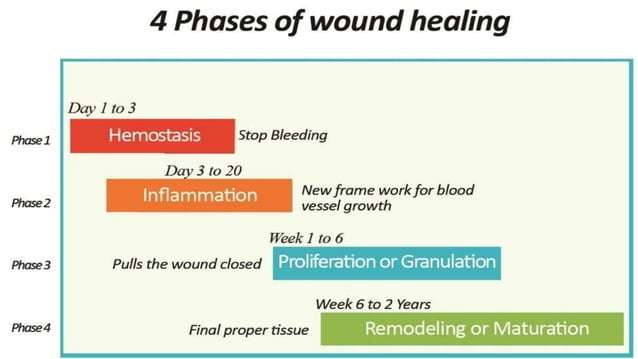 4 Phases of wound healing
Day 1 to 3
Phase 1
Hemostasis
Stop Bleeding
Day 3 to 20
Phase 2
Inflammation
New frame work for blood
vessel growth
Week 1 to 6
Phase 3
Pulls the wound closed
Proliferation or Granulation
Week 6 to 2 Years
Phase 4
Final proper tissue
Remodeling or Maturation